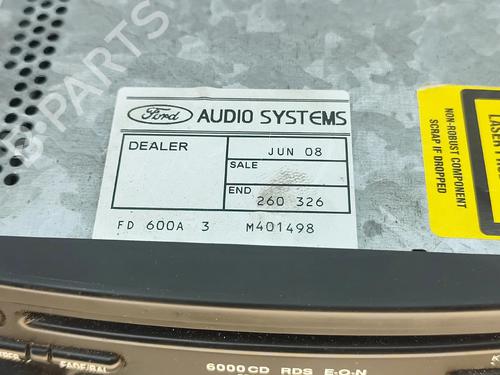 B PARTS
Ford AUDIO SYSTEMS
DEALER
JUN 08
SALE
END
260 326
FD 600A 3 M401498
NON-ROBUST COMPONENT
SCRAP IF DROPPED
FADE/BAL
6000CD RDS E-O-N